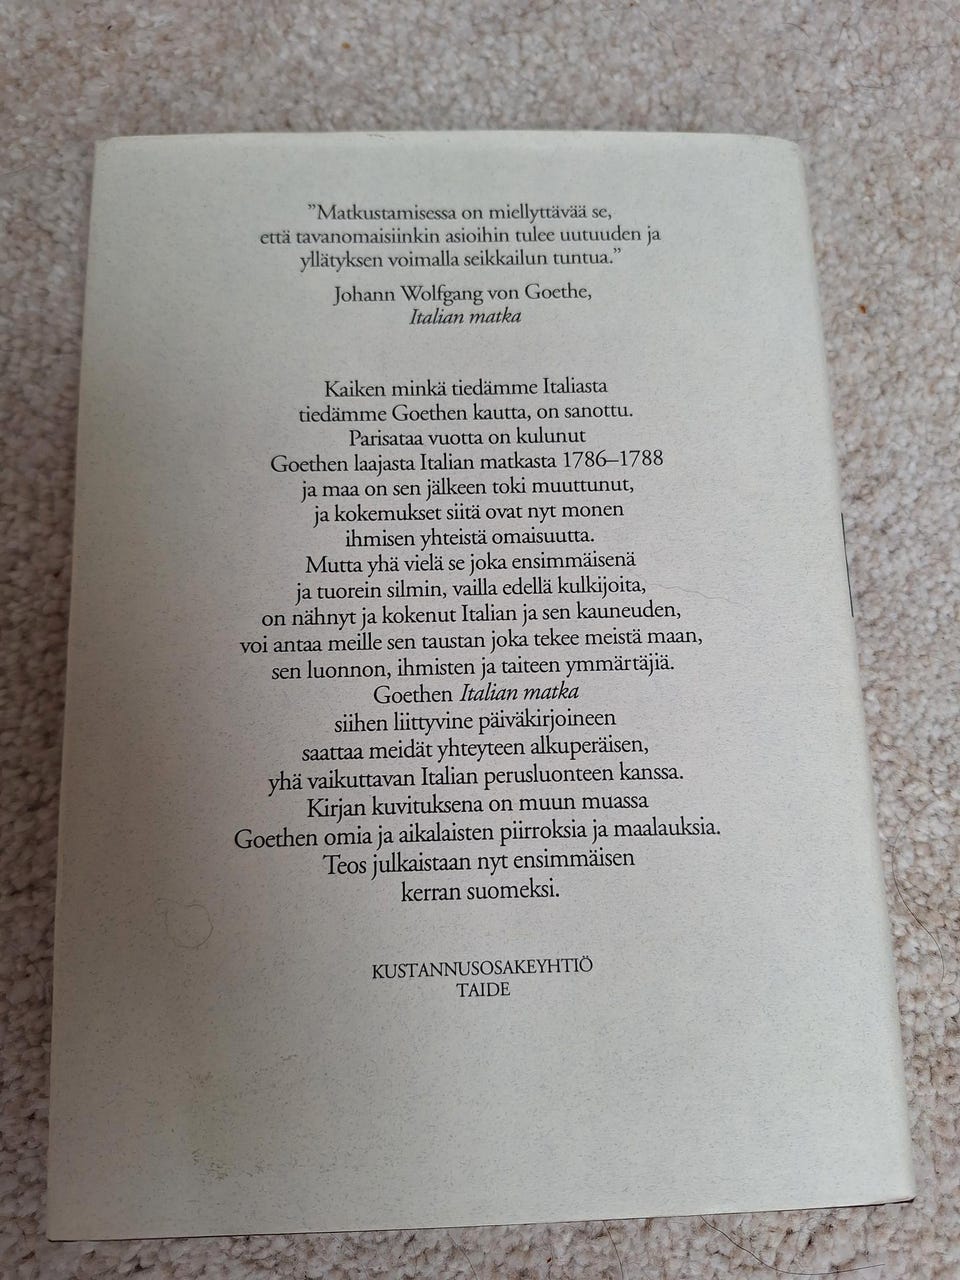 ”Matkustamisessa on miellyttävää se,
että tavanomaisiinkin asioihin tulee uutuuden ja
yllätyksen voimalla seikkailun tuntua.”
Johann Wolfgang von Goethe,
Italian matka
Kaiken minkä tiedämme Italiasta
tiedämme Goethen kautta, on sanottu.
Parisataa vuotta on kulunut
Goethen laajasta Italian matkasta 1786–1788
ja maa on sen jälkeen toki muuttunut,
ja kokemukset siitä ovat nyt monen
ihmisen yhteistä omaisuutta.
Mutta yhä vielä se joka ensimmäisenä
ja tuorein silmin, vailla edellä kulkijoita,
on nähnyt ja kokenut Italian ja sen kauneuden,
voi antaa meille sen taustan joka tekee meistä maan,
sen luonnon, ihmisten ja taiteen ymmärtäjiä.
Goethen Italian matka
siihen liittyvine päiväkirjoineen
saattaa meidät yhteyteen alkuperäisen,
yhä vaikuttavan Italian perusluonteen kanssa.
Kirjan kuvituksena on muun muassa
Goethen omia ja aikalaisten piirroksia ja maalauksia.
Teos julkaistaan nyt ensimmäisen
kerran suomeksi.
KUSTANNUSOSAKEYHTIÖ
TAIDE